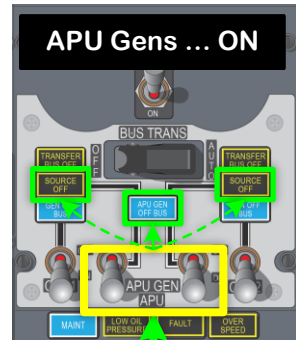 APU Gens ... ON
ON
BUS TRANS
OFF
AUTO
TRANSFER
BUS OFF
TRANSFER
BUS OFF
SOURCE
OFF
SOURCE
OFF
BUS
APU GEN
OFF BUS
OFF
BUS
APU GEN
APU
MAINT
LOW OIL
PRESSURE
FAULT
OVER
SPEED